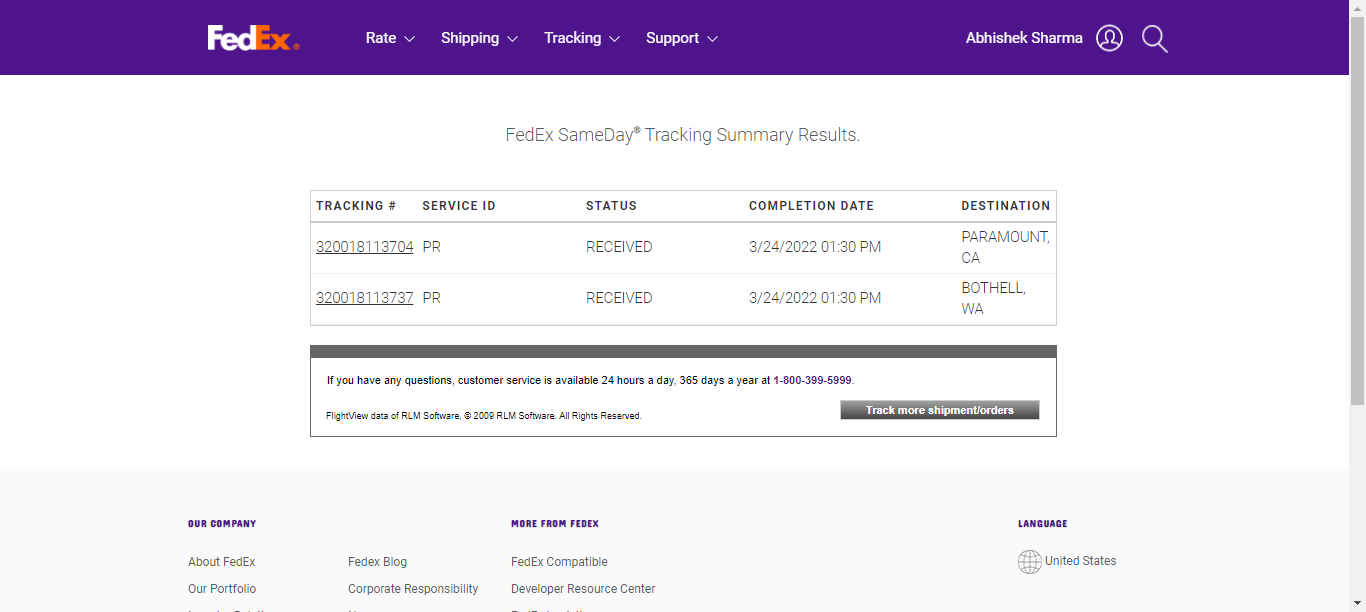 FedEx®
Rate Shipping Tracking Support
Abhishek Sharma
FedEx SameDay® Tracking Summary Results.
TRACKING # SERVICE ID STATUS COMPLETION DATE DESTINATION
320018113704 PR RECEIVED 3/24/2022 01:30 PM PARAMOUNT,
CA
320018113737 PR RECEIVED 3/24/2022 01:30 PM BOTHELL,
WA
If you have any questions, customer service is available 24 hours a day, 365 days a year at 1-800-399-5999.
FlightView data of RLM Software, © 2009 RLM Software. All Rights Reserved.
Track more shipment/orders
OUR COMPANY MORE FROM FEDEX LANGUAGE
About FedEx Fedex Blog FedEx Compatible United States
Our Portfolio Corporate Responsibility Developer Resource Center